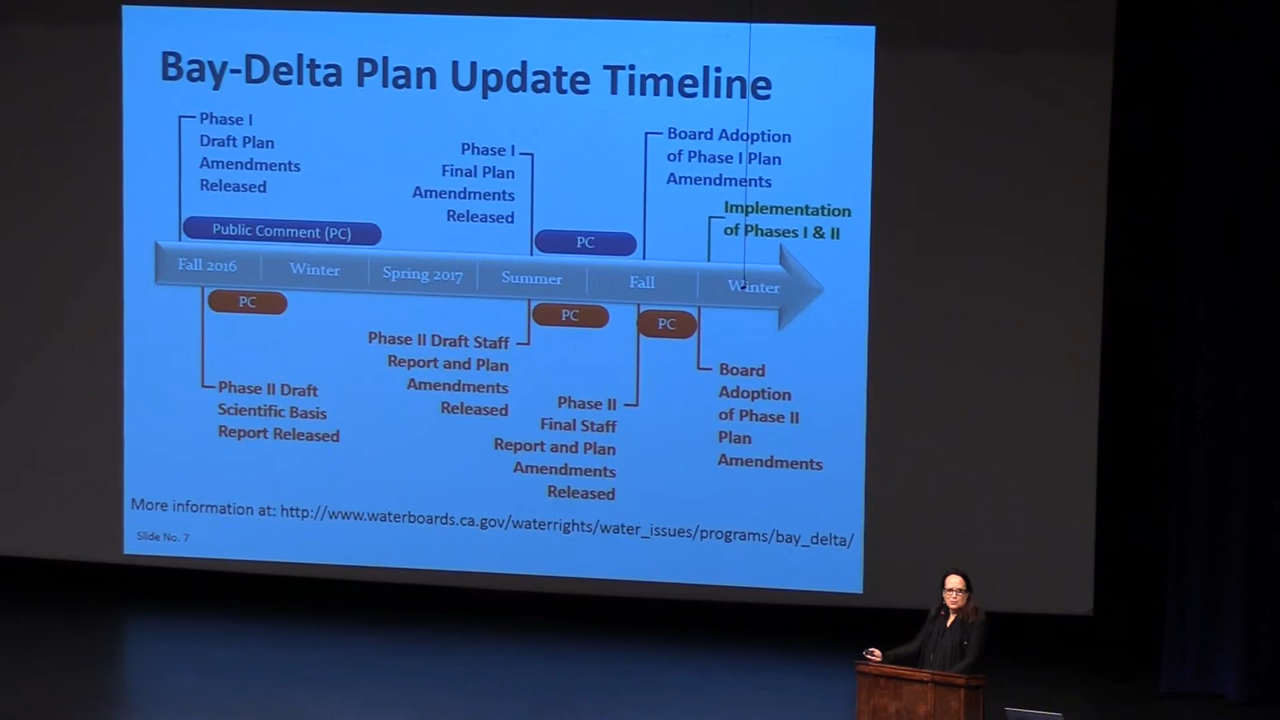 Bay-Delta Plan Update Timeline
Phase I
Draft Plan
Amendments
Released
Phase I
Final Plan
Amendments
Released
Board Adoption
of Phase I Plan
Amendments
Implementation
of Phases I & II
Public Comment (PC)
PC
Fall 2016
Winter
Spring 2017
Summer
Fall
Winter
PC
PC
PC
Phase II Draft
Scientific Basis
Report Released
Phase II Draft Staff
Report and Plan
Amendments
Released
Phase II
Final Staff
Report and Plan
Amendments
Released
Board
Adoption
of Phase II
Plan
Amendments
More information at: http://www.waterboards.ca.gov/waterrights/water_issues/programs/bay_delta/
Slide No. 7